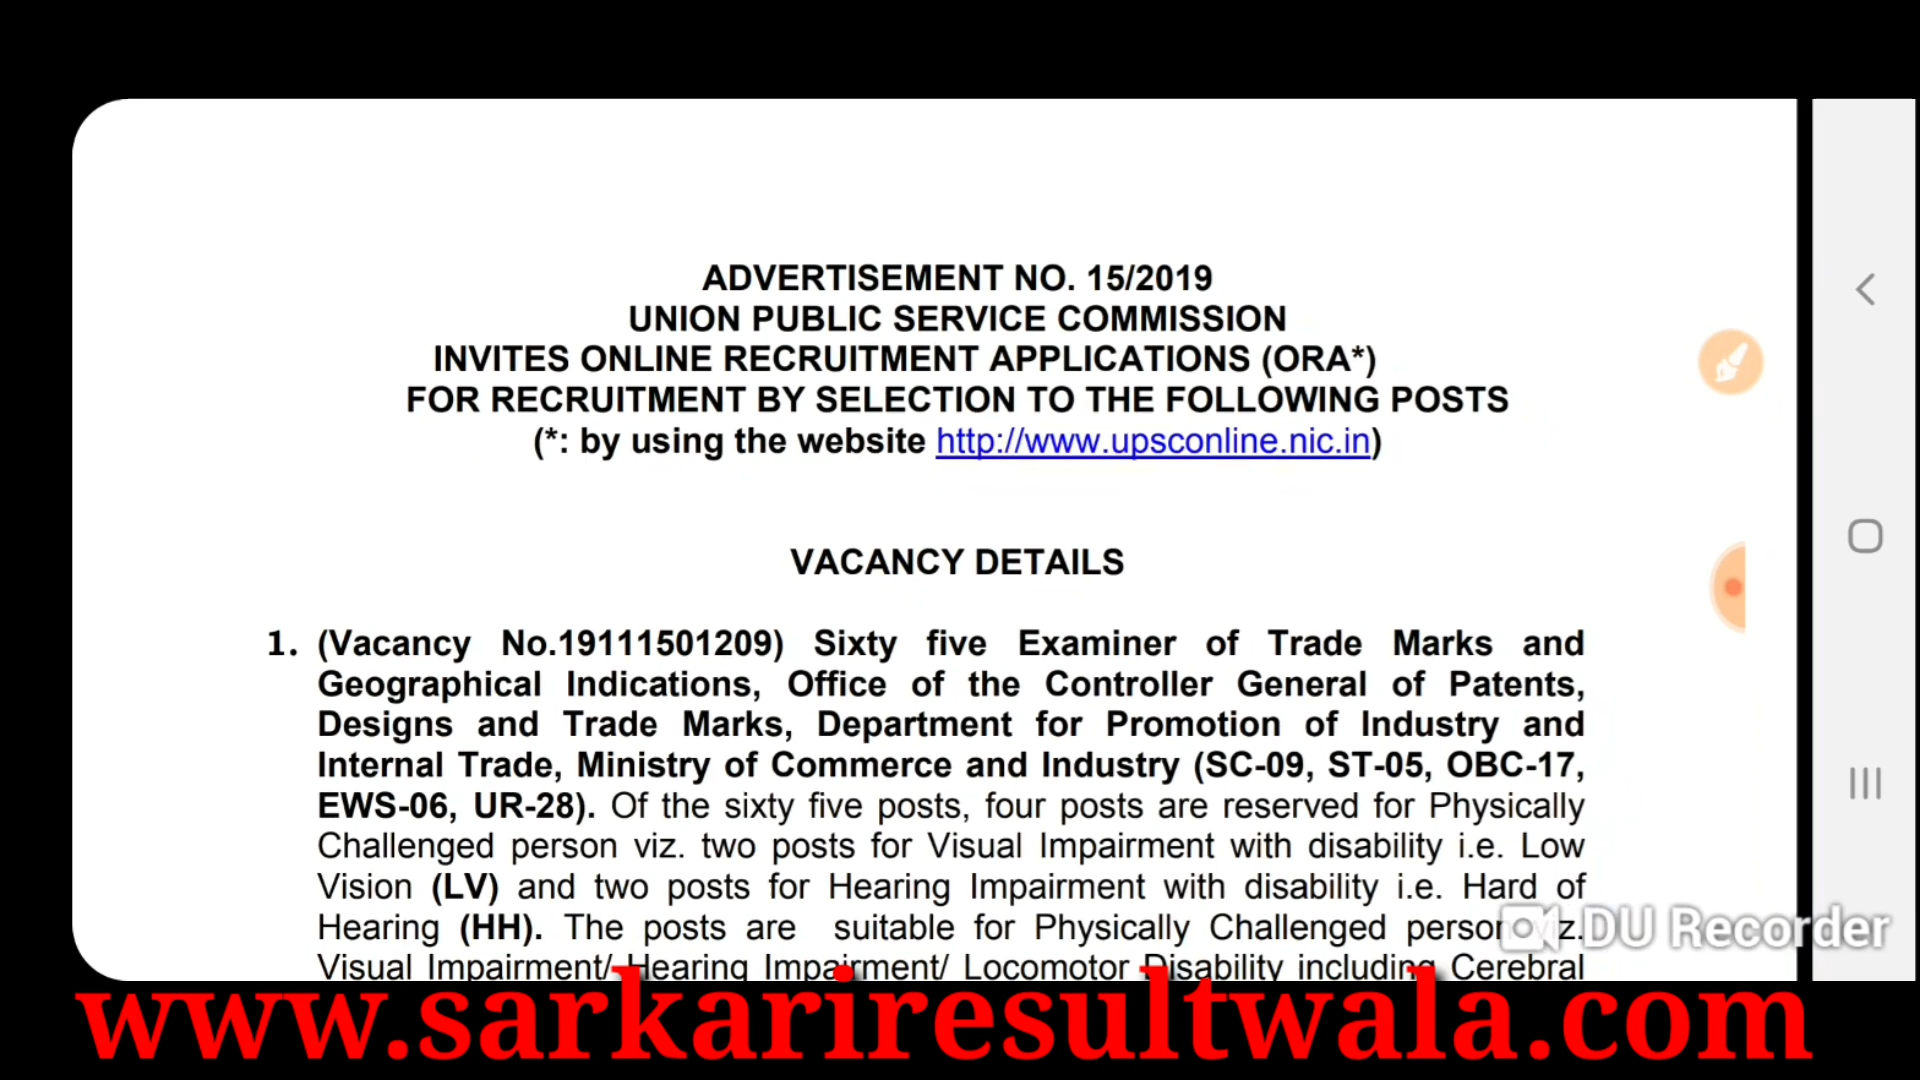 ADVERTISEMENT NO. 15/2019
UNION PUBLIC SERVICE COMMISSION
INVITES ONLINE RECRUITMENT APPLICATIONS (ORA*)
FOR RECRUITMENT BY SELECTION TO THE FOLLOWING POSTS
(*: by using the website http://www.upsconline.nic.in)
VACANCY DETAILS
1. (Vacancy No.19111501209) Sixty five Examiner of Trade Marks and
Geographical Indications, Office of the Controller General of Patents,
Designs and Trade Marks, Department for Promotion of Industry and
Internal Trade, Ministry of Commerce and Industry (SC-09, ST-05, OBC-17,
EWS-06, UR-28). Of the sixty five posts, four posts are reserved for Physically
Challenged person viz. two posts for Visual Impairment with disability i.e. Low
Vision (LV) and two posts for Hearing Impairment with disability i.e. Hard of
Hearing (HH). The posts are suitable for Physically Challenged person
DU Recorder
Visual Impairment/ Hearing Impairment/ Locomotor Disability including Cerebral
www.sarkariresultwala.com